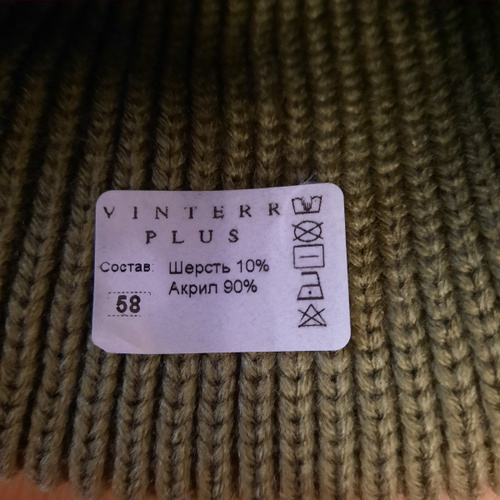 VINTERR
PLUS
Состав: Шерсть 10%
Акрил 90%
58